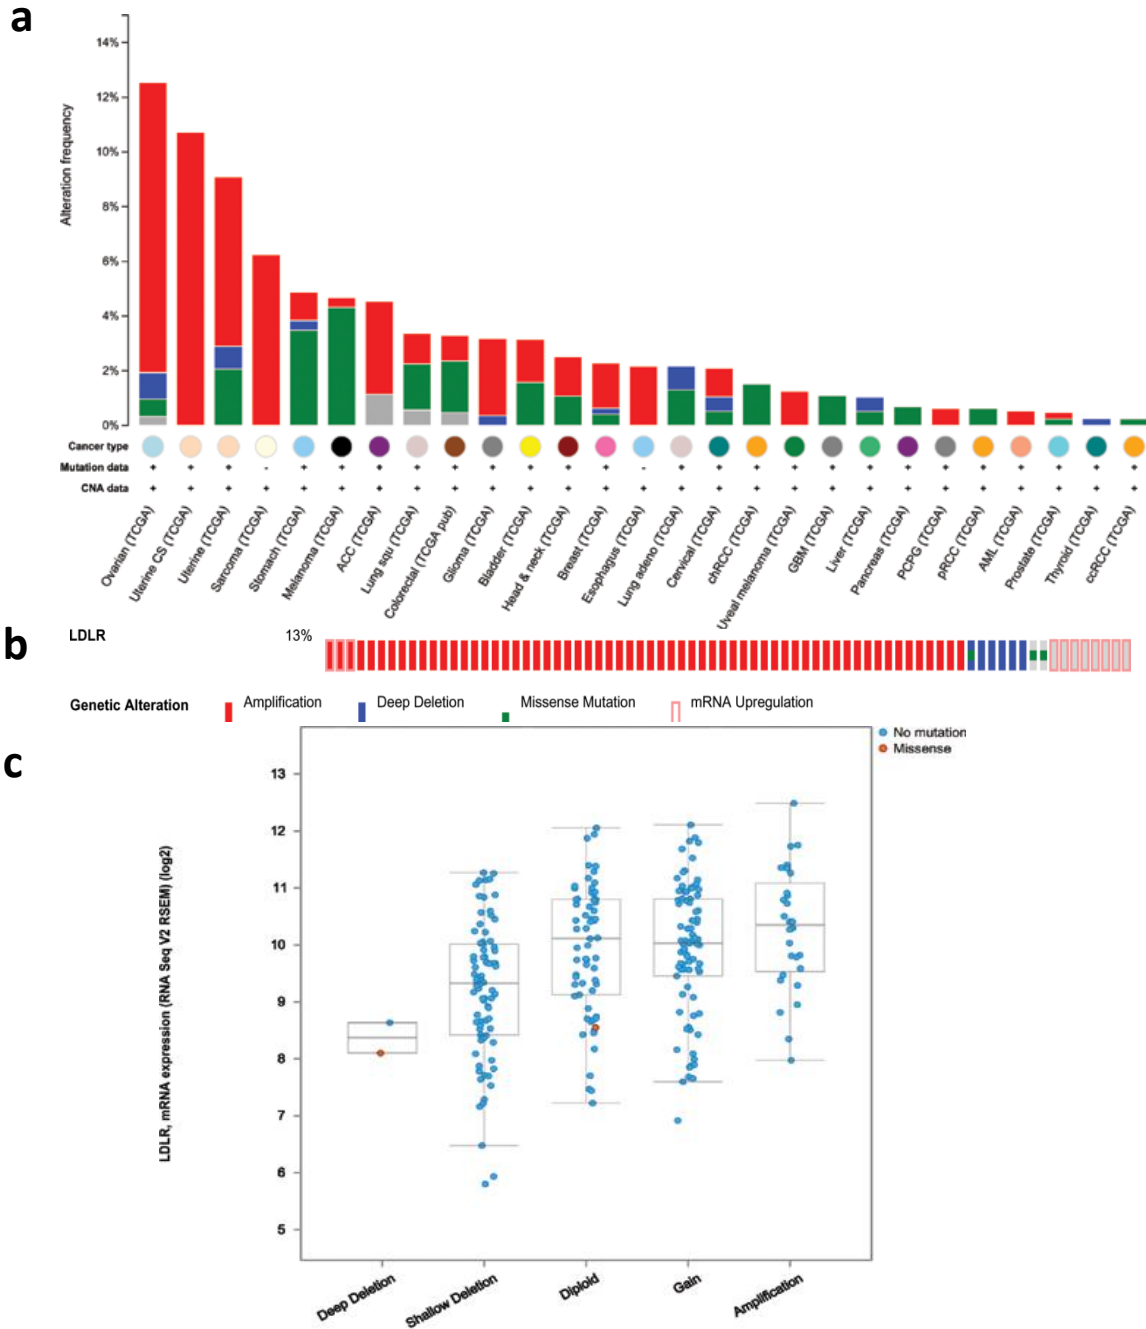 a
14%
12%
10%
8%
6%
4%
2%
0%
Alteration frequency
Cancer type
Mutation data + + + - + + + + + + + + + - + + + + + + + + + + + + +
CNA data + + + + + + + + + + + + + + + + + + + + + + + + + + +
Ovarian (TCGA)
Uterine CS (TCGA)
Uterine (TCGA)
Sarcoma (TCGA)
Stomach (TCGA)
Melanoma (TCGA)
ACC (TCGA)
Lung squ (TCGA)
Colorectal (TCGA pub)
Glioma (TCGA)
Bladder (TCGA)
Head & neck (TCGA)
Breast (TCGA)
Esophagus (TCGA)
Lung adeno (TCGA)
Cervical (TCGA)
chRCC (TCGA)
Uveal melanoma (TCGA)
GBM (TCGA)
Liver (TCGA)
Pancreas (TCGA)
PCPG (TCGA)
pRCC (TCGA)
AML (TCGA)
Prostate (TCGA)
Thyroid (TCGA)
ccRCC (TCGA)
b
LDLR 13%
Genetic Alteration Amplification Deep Deletion Missense Mutation mRNA Upregulation
c
No mutation
Missense
13
12
11
10
9
8
7
6
5
LDLR, mRNA expression (RNA Seq V2 RSEM) (log2)
Deep Deletion
Shallow Deletion
Diploid
Gain
Amplification